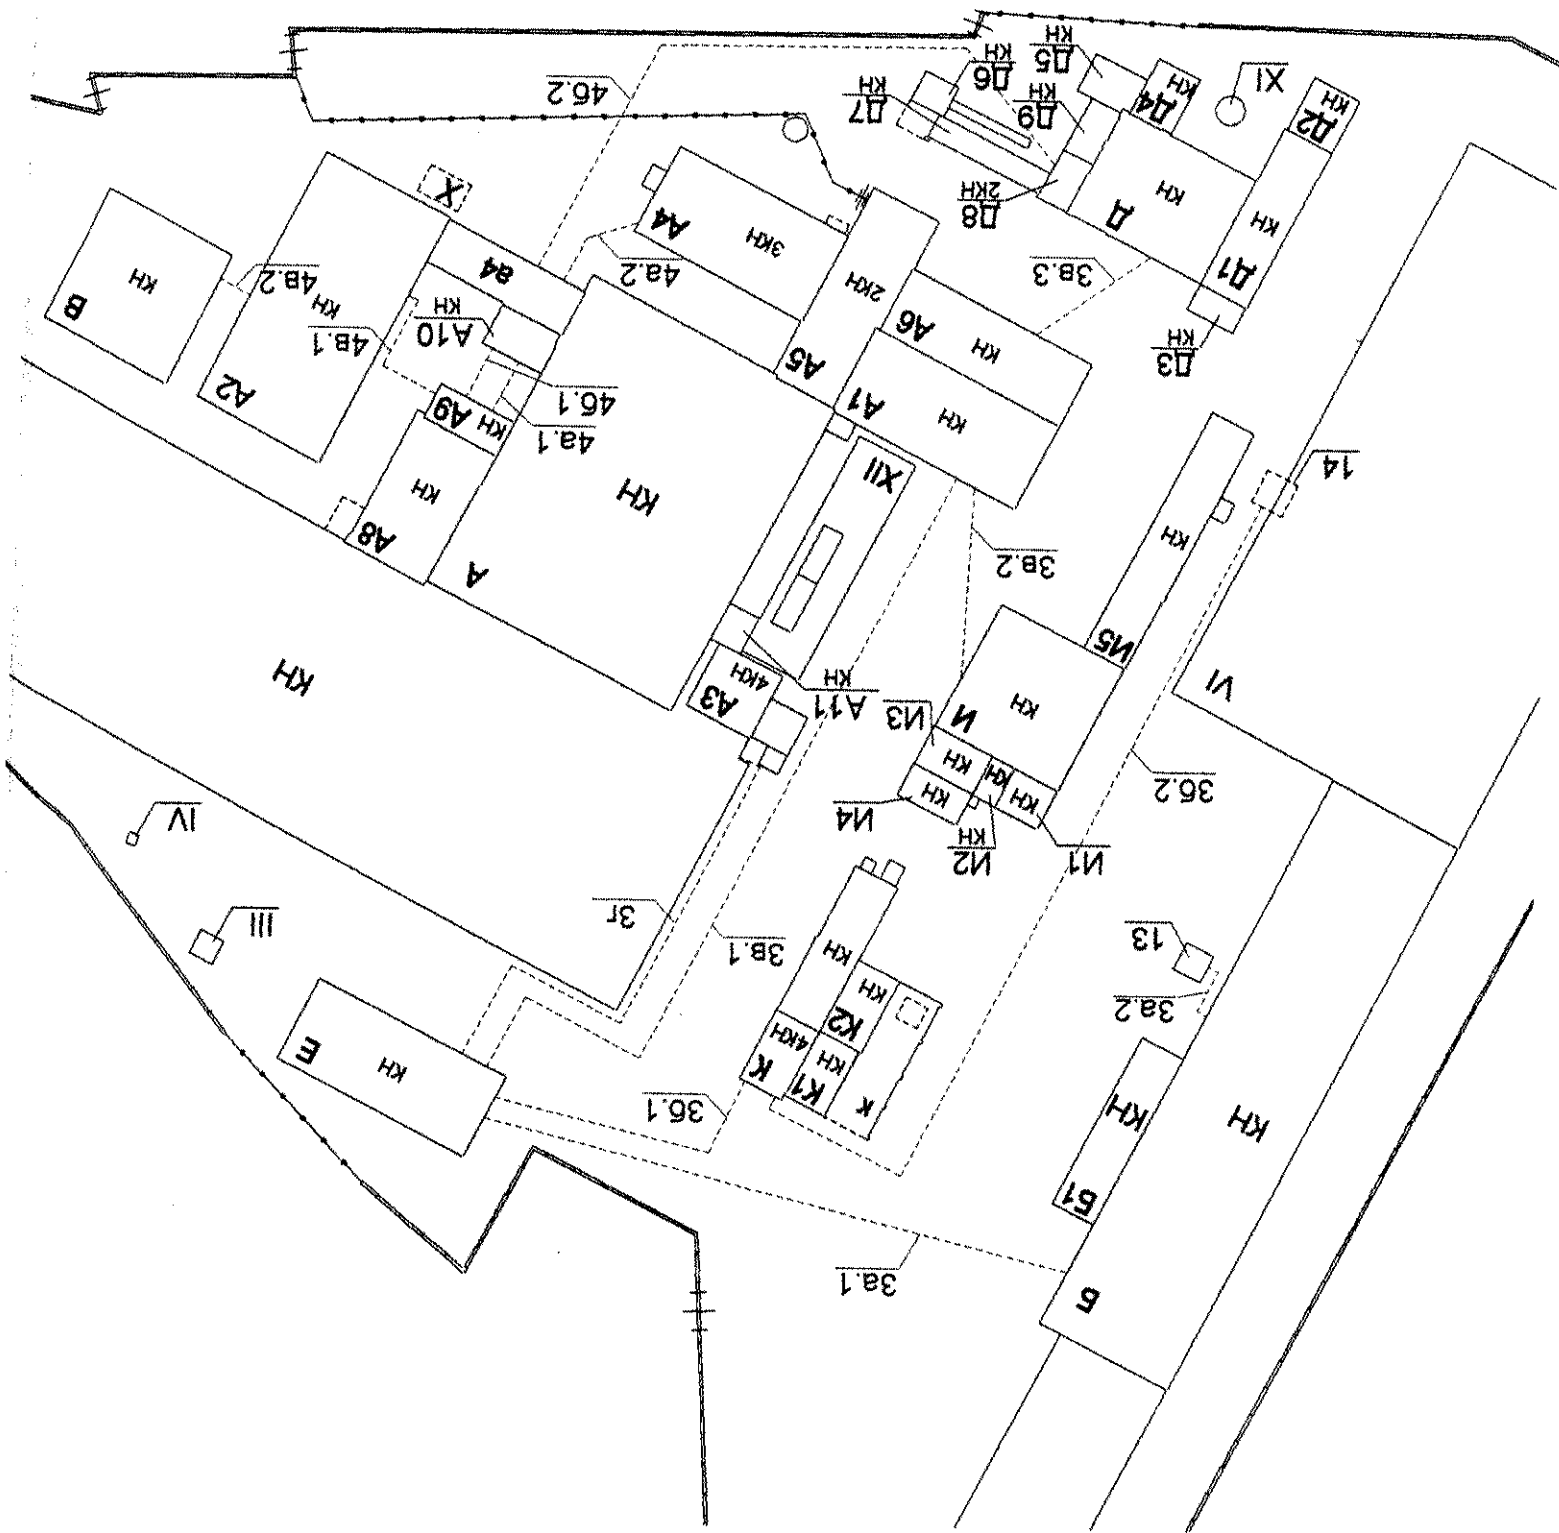 Б
3а.1
Б1
КН
КН
3б.1
к
К1
К
КН
4КН
КН
Е
К2
3а.2
КН
КН
3в.1
13
III
3г
И1
И2
КН
IV
И4
КН
КН
КН
КН
3б.2
И
И3
КН
А11
КН
А3
4КН
VI
КН
И5
А
3в.2
А8
КН
КН
КН
XII
14
4а.1
КН
А9
КН
А1
4б.1
А2
А5
Д3
КН
КН
4в.1
А10
КН
А6
В
КН
2КН
КН
4в.2
4а.2
3в.3
Д1
а4
3КН
А4
КН
Д
Д8
2КН
КН
X
Д2
КН
Д9
КН
Д4
КН
Д7
КН
4б.2
XI
Д6
КН
Д5
КН